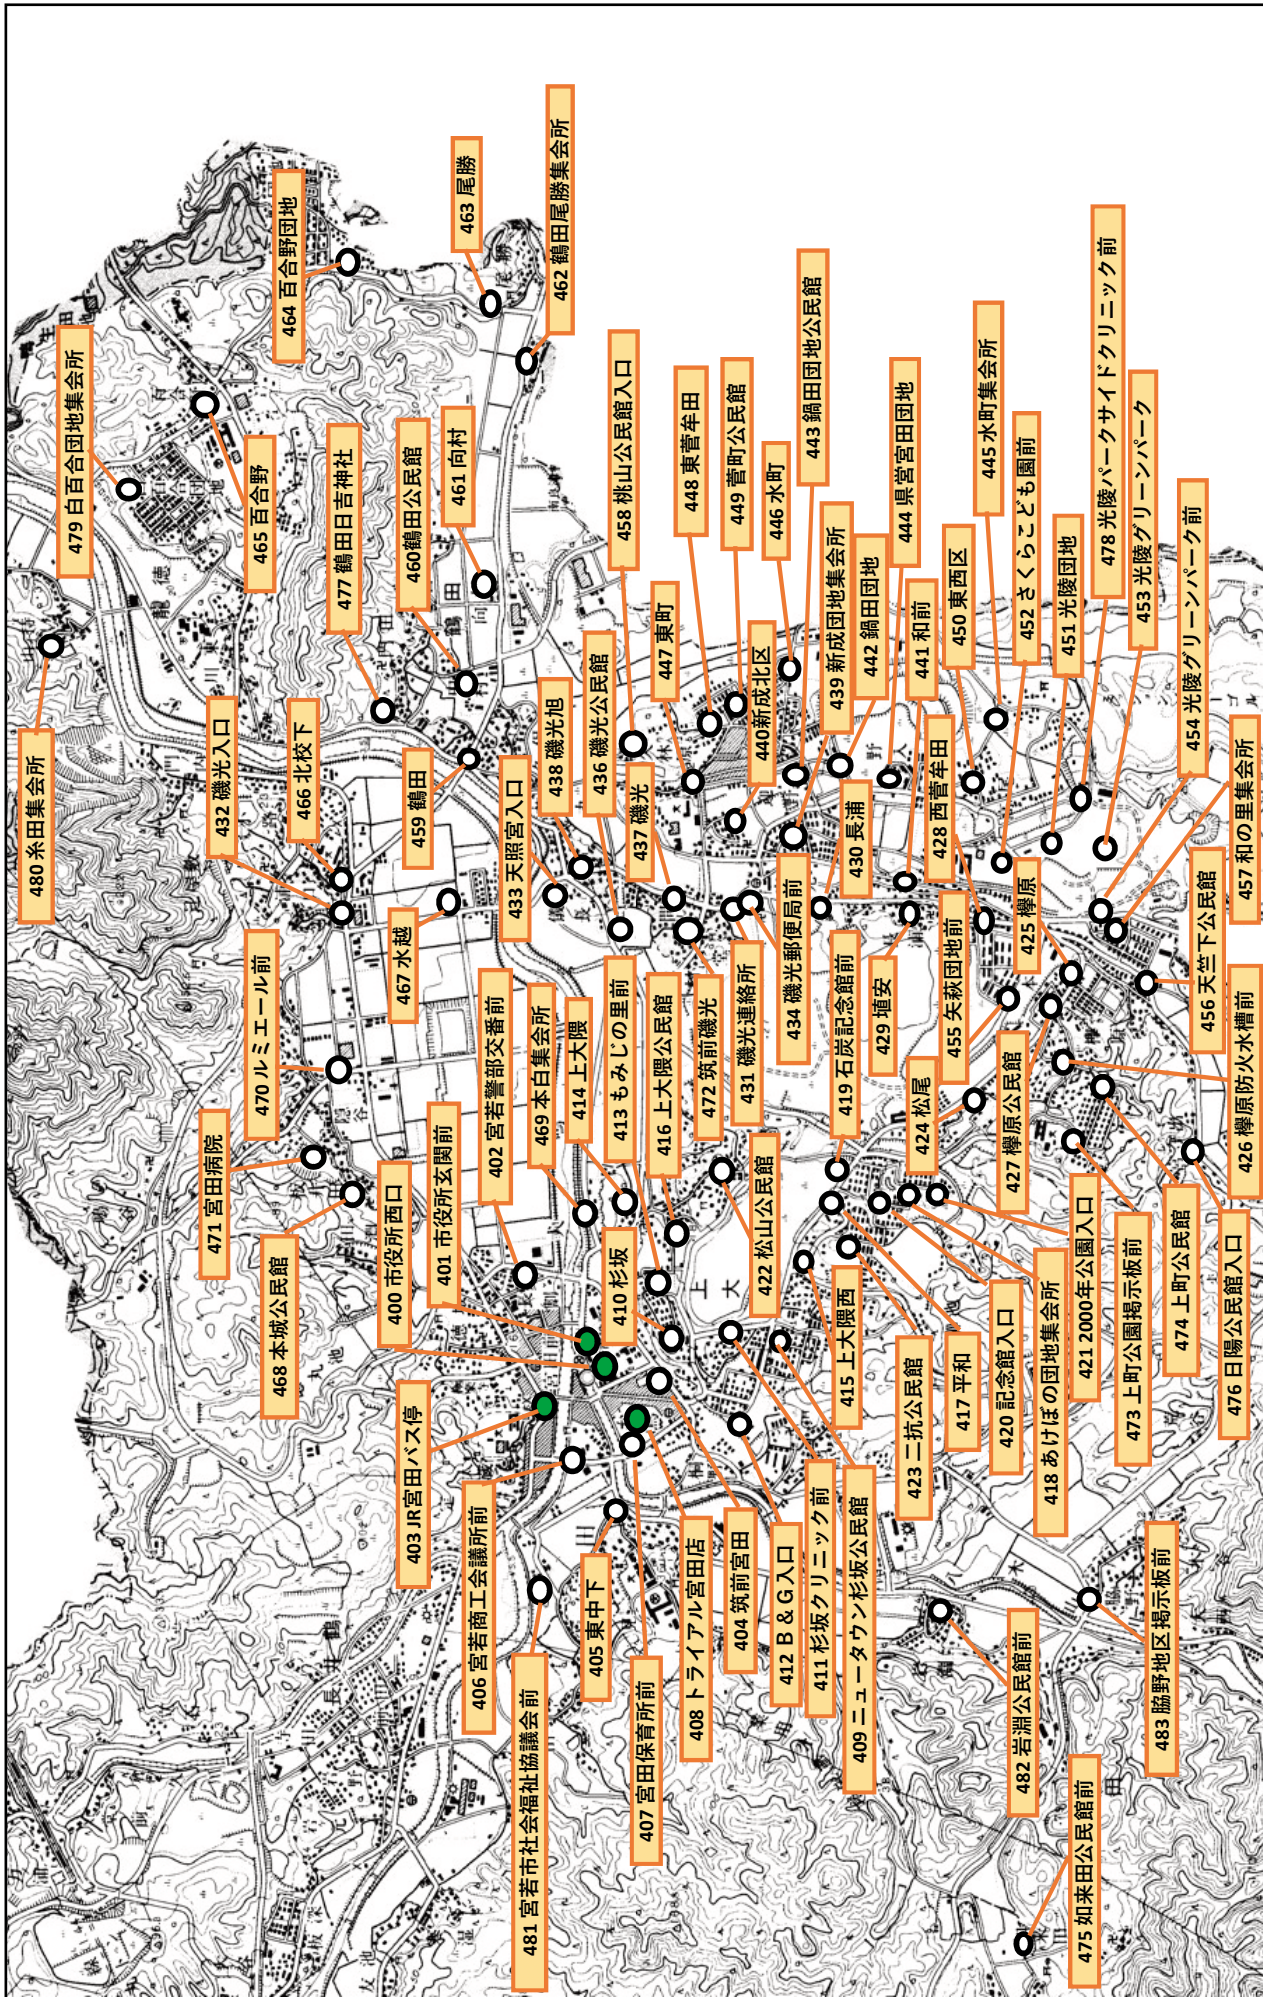 400 市役所西口
401 市役所玄関前
402 宮若警部交番前
403 JR宮田バス停
404 筑前宮田
405 東中下
406 宮若商工会議所前
407 宮田保育所前
408 トライアル宮田店
409 ニュータウン杉坂公民館
410 杉坂
411 杉坂クリニック前
412 B & G入口
413 もみじの里前
414 上大隈
415 上大隈西
416 上大隈公民館
417 平和
418 あけぼの団地集会所
419 石炭記念館前
420 記念館入口
421 2000年公園入口
422 松山公民館
423 二抗公民館
424 松尾
425 欅原
426 欅原防火水槽前
427 欅原公民館
428 西菅牟田
429 埴安
430 長浦
431 磯光連絡所
432 磯光入口
433 天照宮入口
434 磯光郵便局前
436 磯光公民館
437 磯光
438 磯光旭
439 新成団地集会所
440新成北区
441 和前
442 鍋田団地
443 鍋田団地公民館
444 県営宮田団地
445 水町集会所
446 水町
447 東町
448 東菅牟田
449 菅町公民館
450 東西区
451 光陵団地
452 さくらこども園前
453 光陵グリーンパーク
454 光陵グリーンパーク前
455 矢萩団地前
456 天竺下公民館
457 和の里集会所
458 桃山公民館入口
459 鶴田
460鶴田公民館
461 向村
462 鶴田尾勝集会所
463 尾勝
464 百合野団地
465 百合野
466 北校下
467 水越
468 本城公民館
469 本白集会所
470 ルミエール前
471 宮田病院
472 筑前磯光
473 上町公園掲示板前
474 上町公民館
475 如来田公民館前
476 日陽公民館入口
477 鶴田日吉神社
478 光陵パークサイドクリニック前
479 白百合団地集会所
480 糸田集会所
481 宮若市社会福祉協議会前
482 岩淵公民館前
483 脇野地区掲示板前